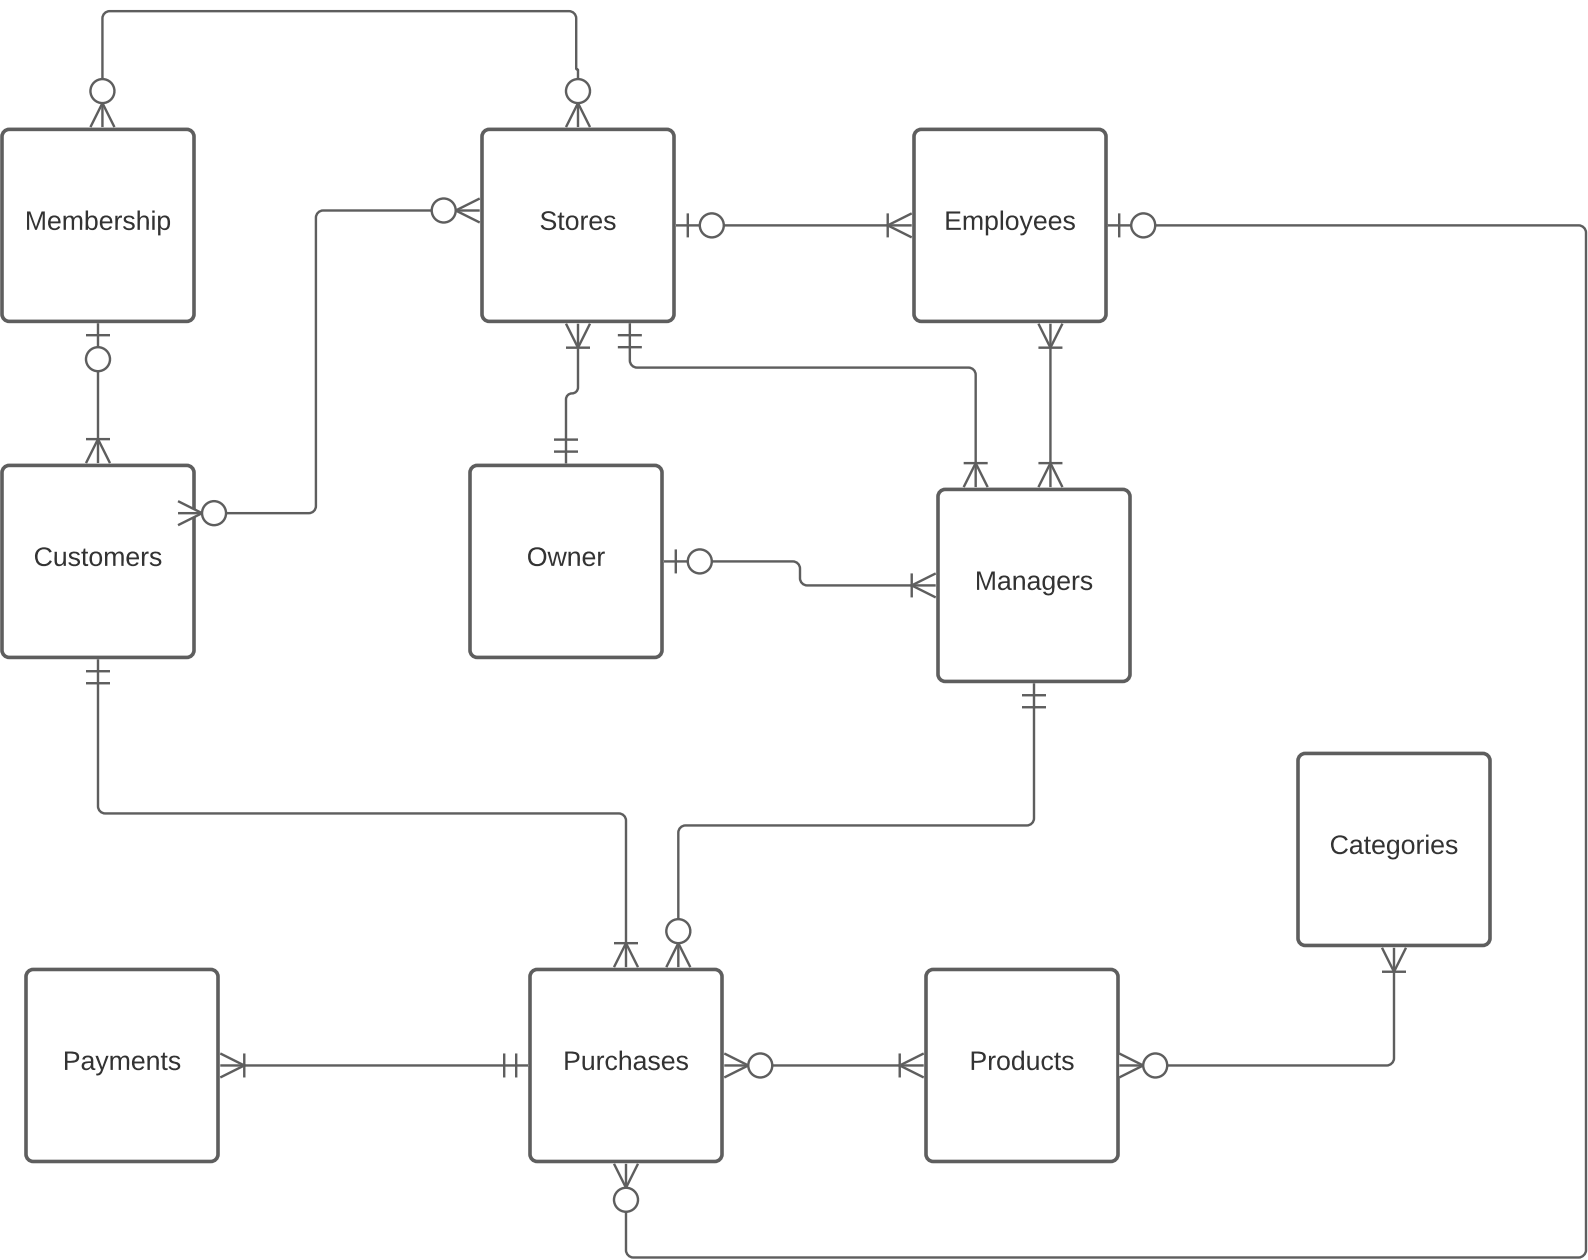 Membership
Stores
Employees
Customers
Owner
Managers
Categories
Payments
Purchases
Products